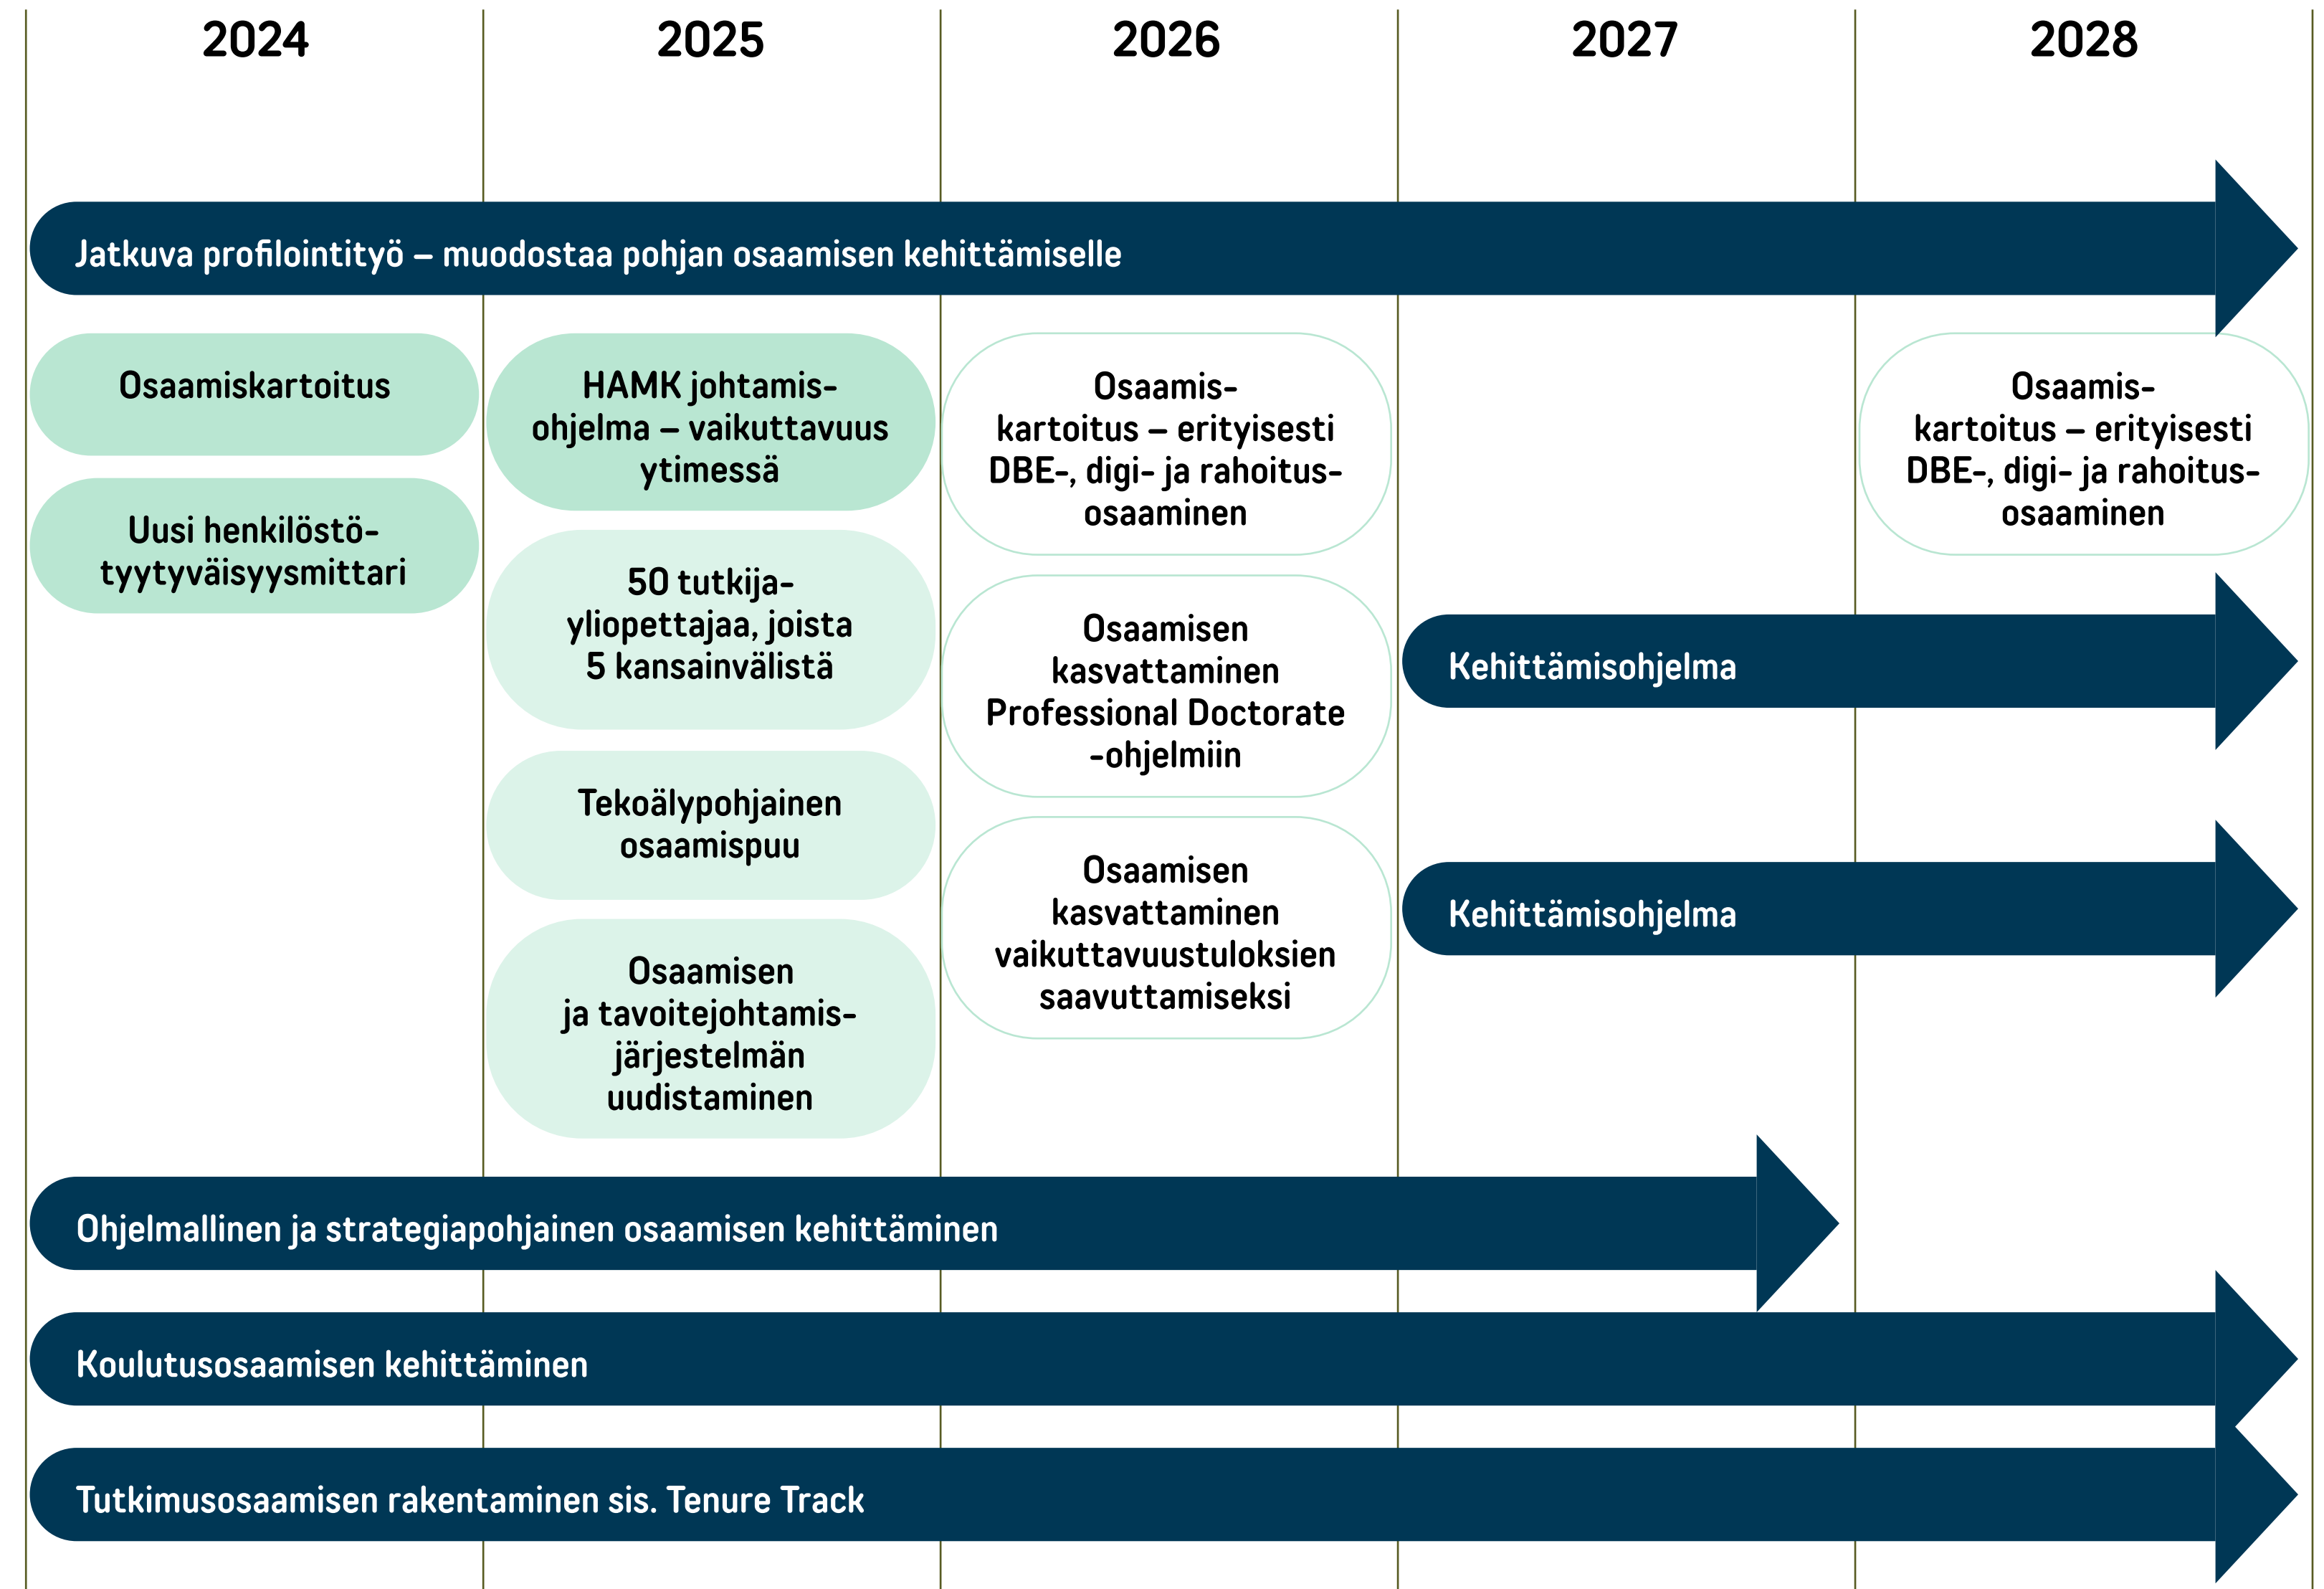 2024
2025
2026
2027
2028
Jatkuva profilointityö – muodostaa pohjan osaamisen kehittämiselle
Osaamiskartoitus
Uusi henkilöstö-
tyytyväisyysmittari
HAMK johtamis-
ohjelma – vaikuttavuus
ytimessä
50 tutkija-
yliopettajaa, joista
5 kansainvälistä
Tekoälypohjainen
osaamispuu
Osaamisen
ja tavoitejohtamis-
järjestelmän
uudistaminen
Osaamis-
kartoitus – erityisesti
DBE-, digi- ja rahoitus-
osaaminen
Osaamisen
kasvattaminen
Professional Doctorate
-ohjelmiin
Osaamisen
kasvattaminen
vaikuttavuustuloksien
saavuttamiseksi
Kehittämisohjelma
Kehittämisohjelma
Osaamis-
kartoitus – erityisesti
DBE-, digi- ja rahoitus-
osaaminen
Ohjelmallinen ja strategiapohjainen osaamisen kehittäminen
Koulutusosaamisen kehittäminen
Tutkimusosaamisen rakentaminen sis. Tenure Track